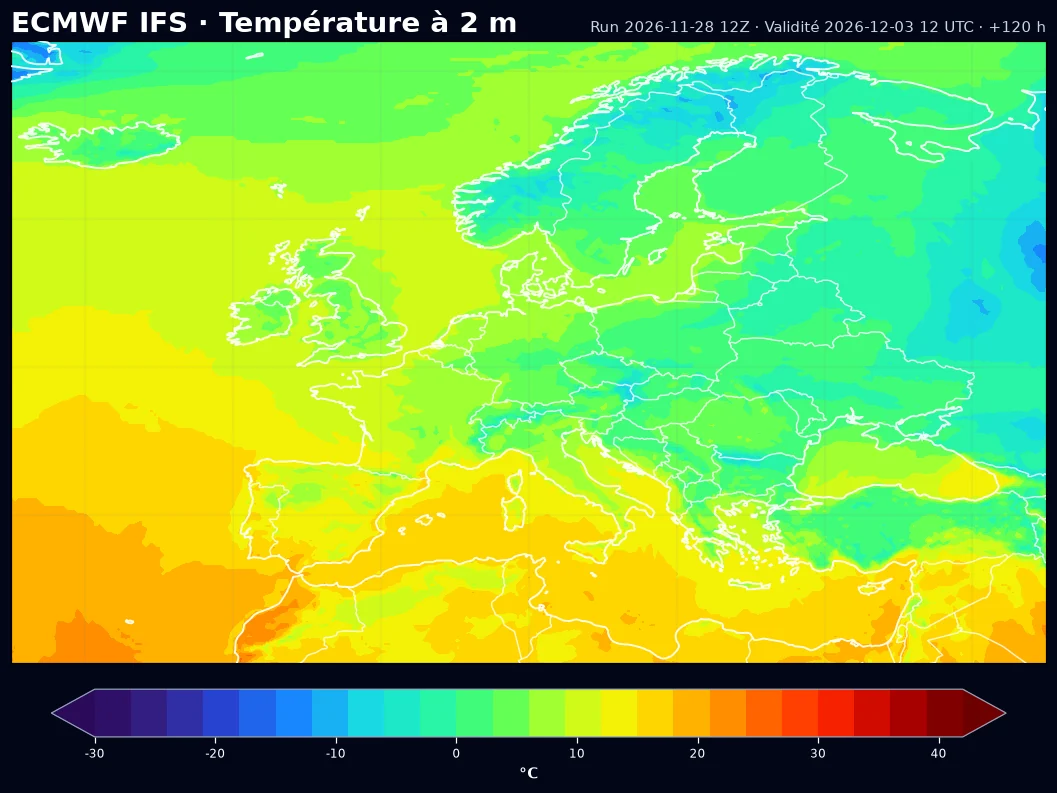 ECMWF IFS · Température à 2 m
Run 2026-11-28 12Z · Validité 2026-12-03 12 UTC · +120 h
-30 -20 -10 0 10 20 30 40
°C